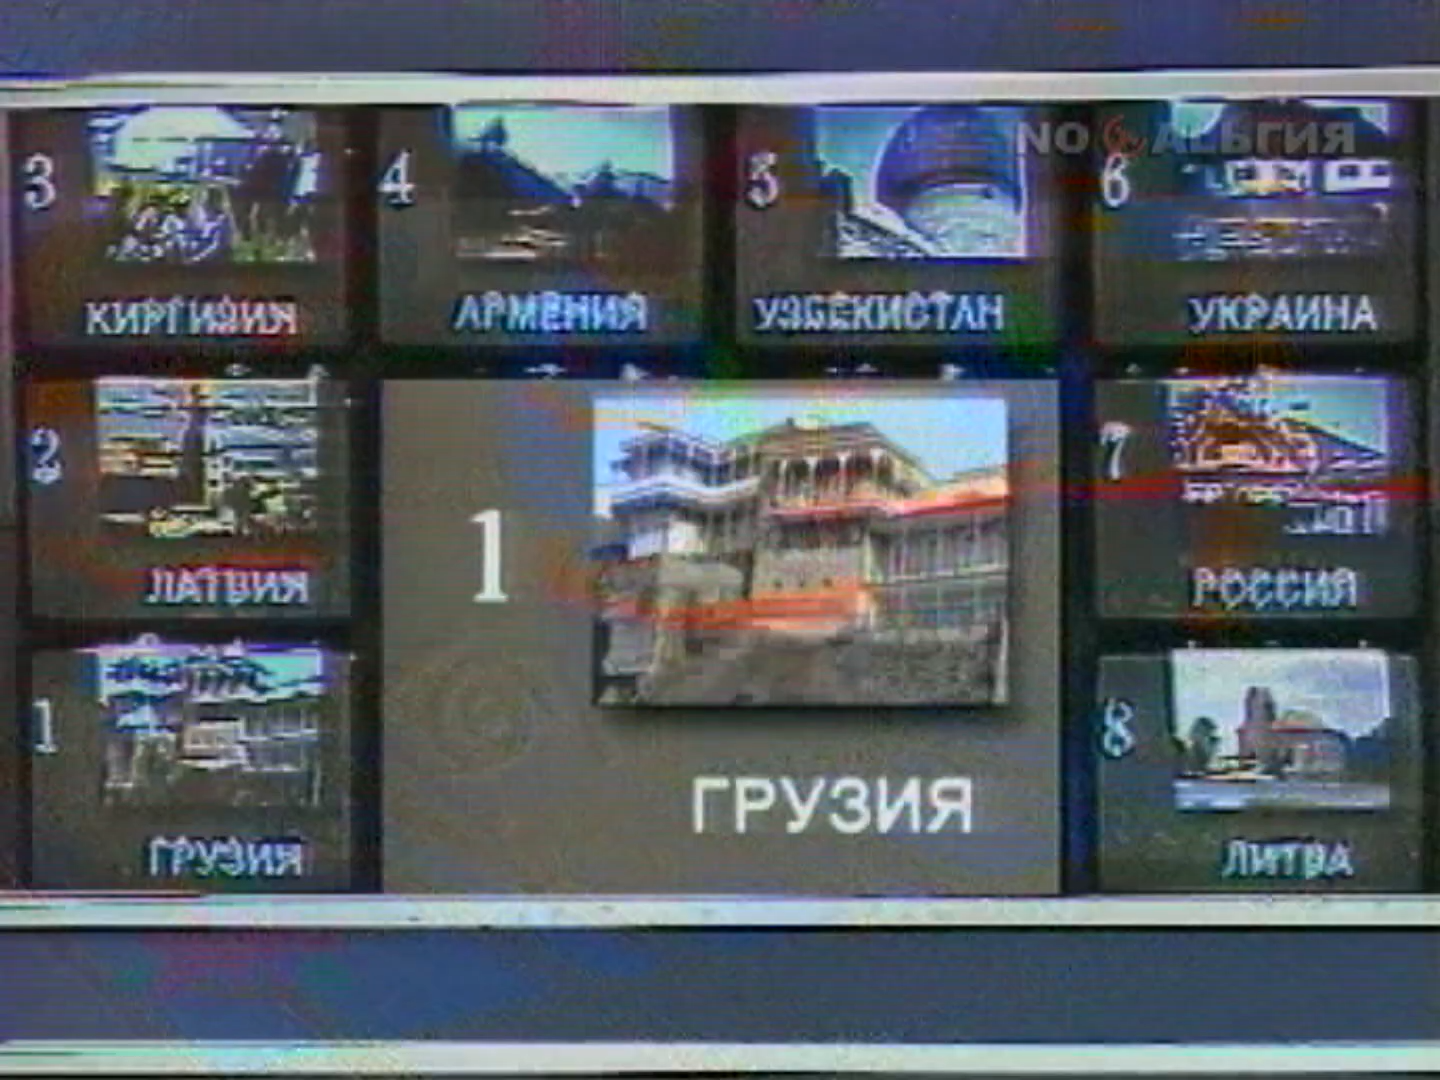 NOСТАЛЬГИЯ
3
4
5
6
КИРГИЗИЯ
АРМЕНИЯ
УЗБЕКИСТАН
УКРАИНА
2
1
7
ЛАТВИЯ
РОССИЯ
1
8
ГРУЗИЯ
ГРУЗИЯ
ЛИТВА